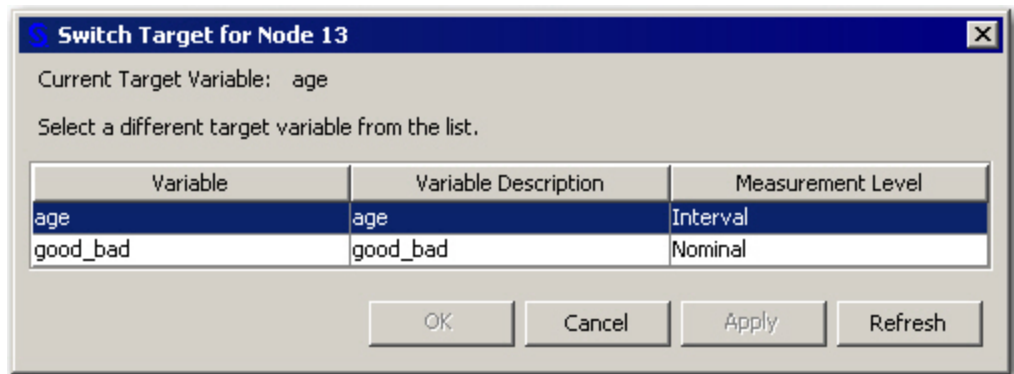 Switch Target for Node 13
Current Target Variable: age
Select a different target variable from the list.
Variable Variable Description Measurement Level
age age Interval
good_bad good_bad Nominal
OK Cancel Apply Refresh